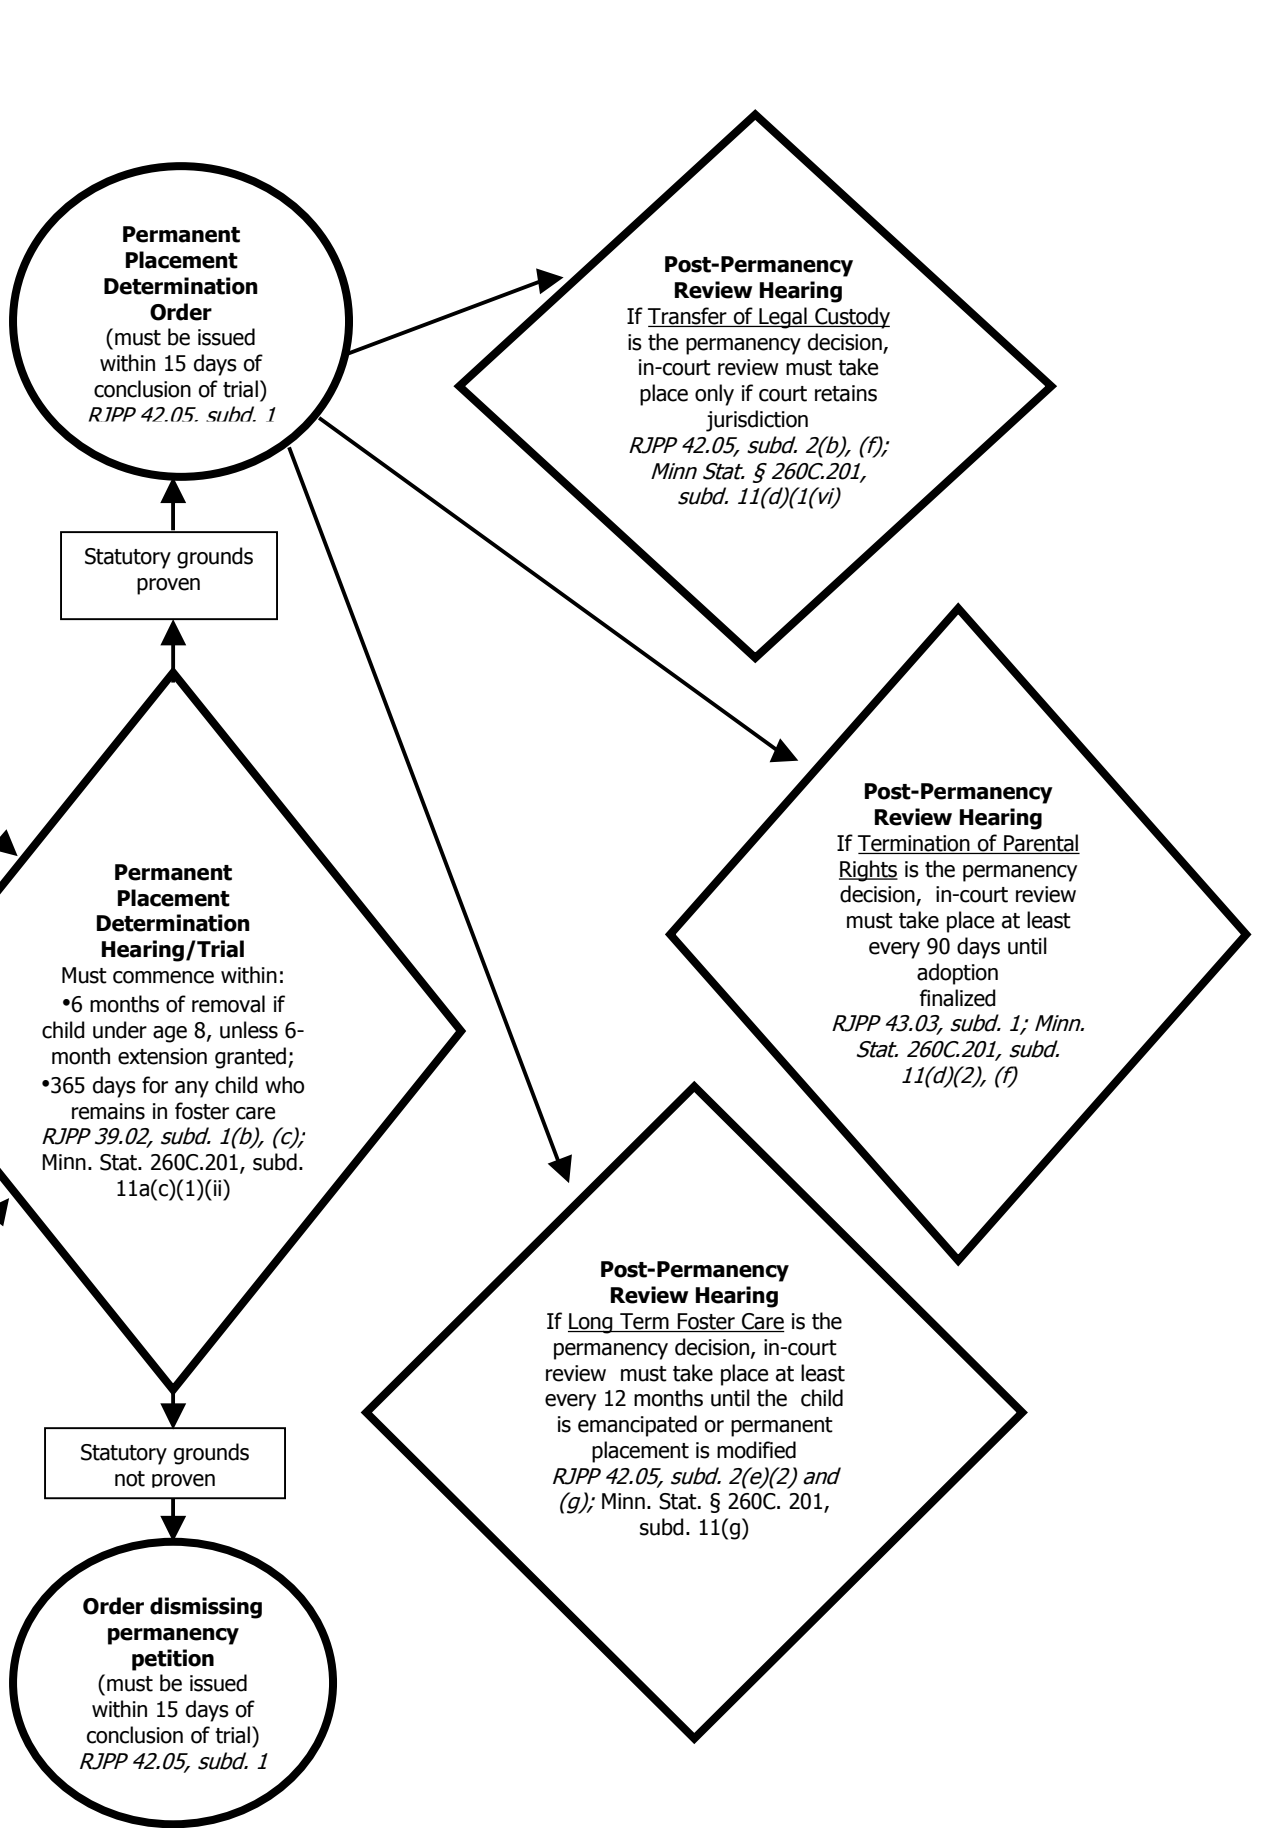 Permanent
Placement
Determination
Order
(must be issued
within 15 days of
conclusion of trial)
RJPP 42.05, subd. 1
Post-Permanency
Review Hearing
If Transfer of Legal Custody
is the permanency decision,
in-court review must take
place only if court retains
jurisdiction
RJPP 42.05, subd. 2(b), (f);
Minn Stat. § 260C.201,
subd. 11(d)(1(vi)
Statutory grounds
proven
Post-Permanency
Review Hearing
If Termination of Parental
Rights is the permanency
decision, in-court review
must take place at least
every 90 days until
adoption
finalized
RJPP 43.03, subd. 1; Minn.
Stat. 260C.201, subd.
11(d)(2), (f)
Permanent
Placement
Determination
Hearing/Trial
Must commence within:
•6 months of removal if
child under age 8, unless 6-
month extension granted;
•365 days for any child who
remains in foster care
RJPP 39.02, subd. 1(b), (c);
Minn. Stat. 260C.201, subd.
11a(c)(1)(ii)
Post-Permanency
Review Hearing
If Long Term Foster Care is the
permanency decision, in-court
review must take place at least
every 12 months until the child
is emancipated or permanent
placement is modified
RJPP 42.05, subd. 2(e)(2) and
(g); Minn. Stat. § 260C. 201,
subd. 11(g)
Statutory grounds
not proven
Order dismissing
permanency
petition
(must be issued
within 15 days of
conclusion of trial)
RJPP 42.05, subd. 1